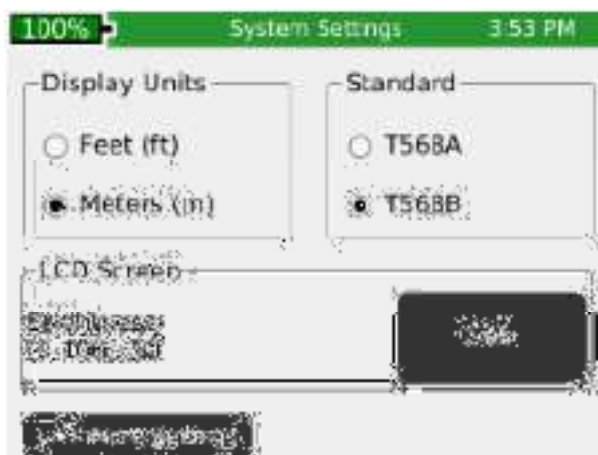 100% System Settings 3:53 PM
Display Units Standard
Feet (ft) T568A
Meters (m) T568B
LCD Screen